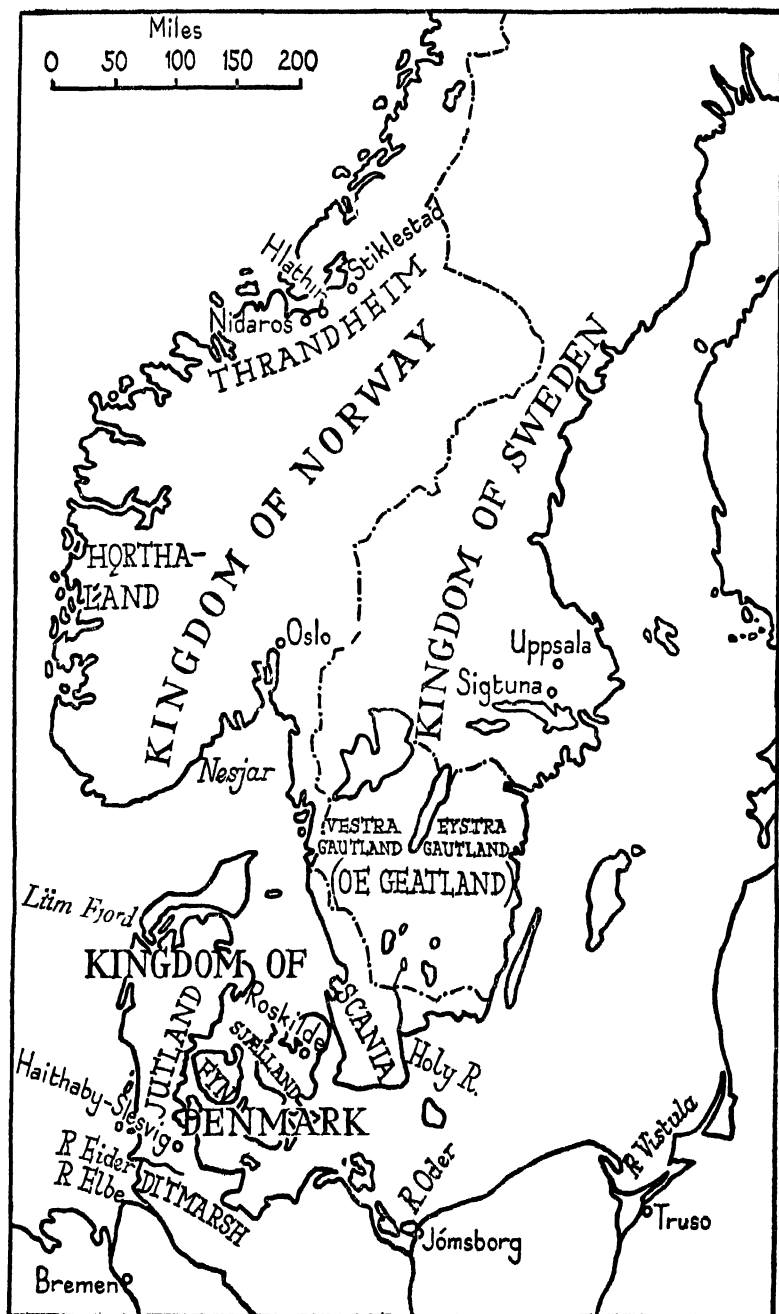 Miles
0 50 100 150 200
Hlathir
Stiklestad
Nidaros
THRANDHEIM
KINGDOM OF NORWAY
KINGDOM OF SWEDEN
HǪRTHA-
LAND
Oslo
Uppsala
Sigtuna
Nesjar
VESTRA
GAUTLAND
EYSTRA
GAUTLAND
(OE GEATLAND)
Lüm Fjord
KINGDOM OF
DENMARK
JUTLAND
Roskilde
SJÆLLAND
FYN
SCANIA
Holy R.
Haithaby-Slesvig
R Eider
R Elbe
DITMARSH
R Oder
R Vistula
Jómsborg
Truso
Bremen